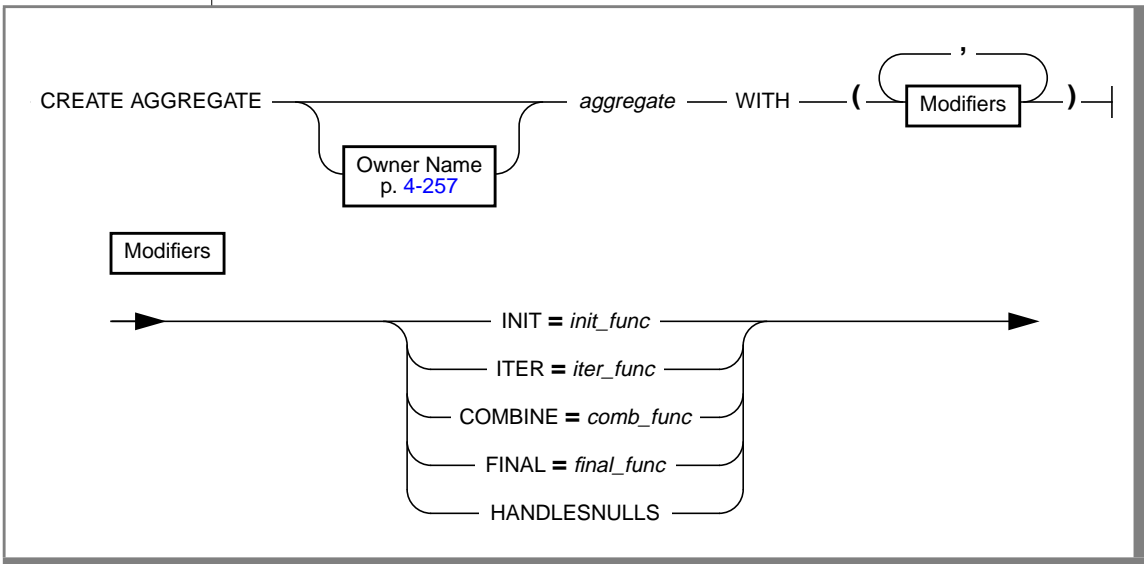 ,
CREATE AGGREGATE aggregate WITH ( Modifiers )
Owner Name
p. 4-257
Modifiers
INIT = init_func
ITER = iter_func
COMBINE = comb_func
FINAL = final_func
HANDLESNULLS